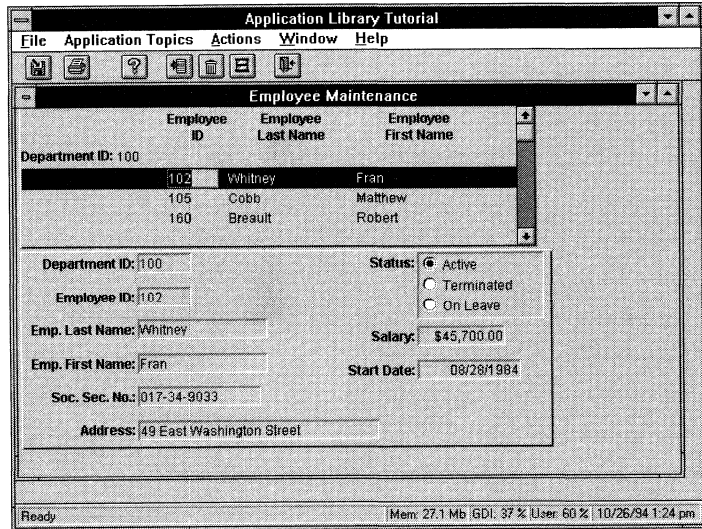 Application Library Tutorial
File Application Topics Actions Window Help
Employee Maintenance
Employee ID Employee Last Name Employee First Name
Department ID: 100
102 Whitney Fran
105 Cobb Matthew
160 Breault Robert
Department ID: 100
Employee ID: 102
Emp. Last Name: Whitney
Emp. First Name: Fran
Soc. Sec. No.: 017-34-9033
Address: 49 East Washington Street
Status: Active
Terminated
On Leave
Salary: $45,700.00
Start Date: 08/28/1984
Ready Mem: 27.1 Mb GDI: 37 % User: 60 % 10/26/94 1:24 pm